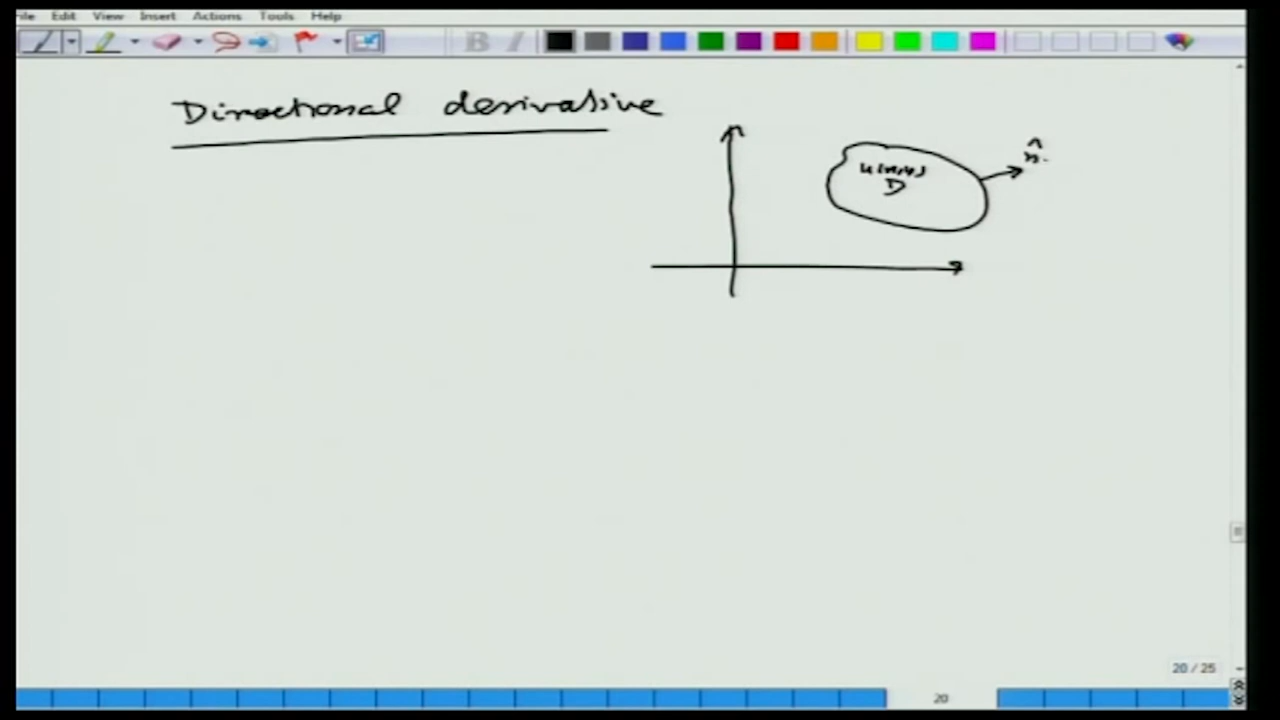 File Edit View Insert Actions Tools Help
B I
Directional derivative
n̂.
u(x,y)
D
20 / 25
20